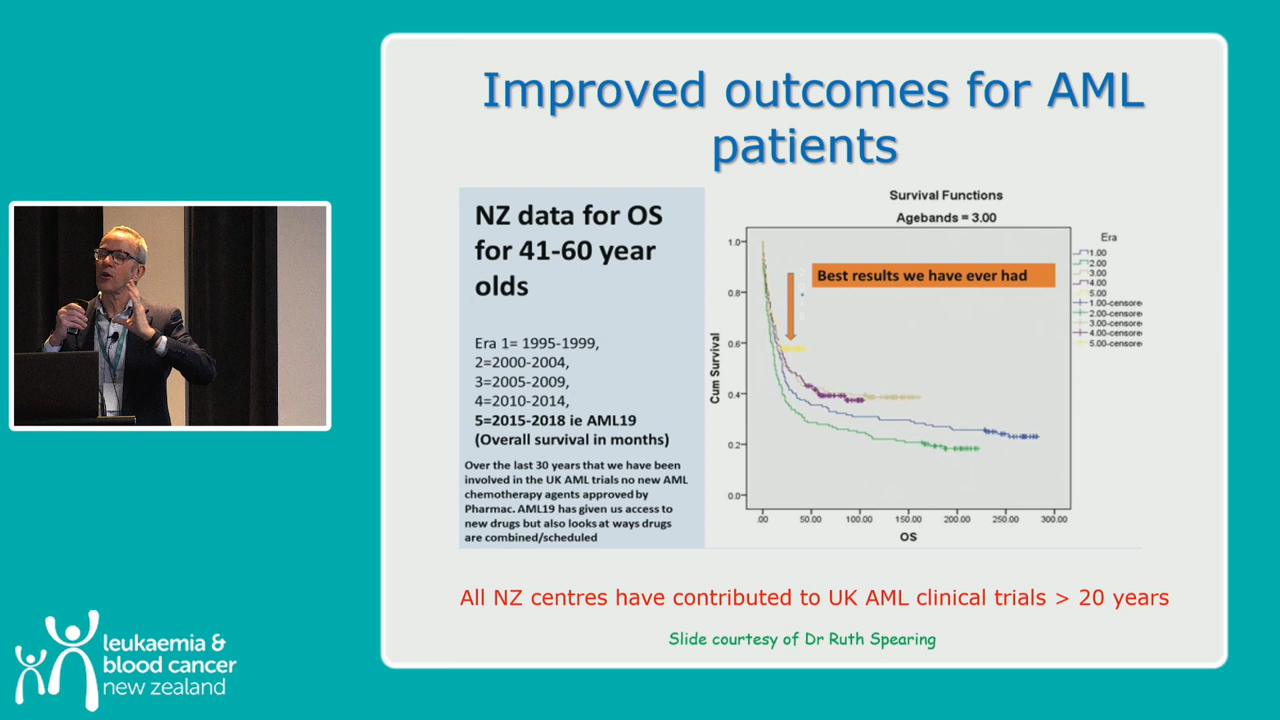 Improved outcomes for AML
patients
NZ data for OS
for 41-60 year
olds
Era 1= 1995-1999,
2=2000-2004,
3=2005-2009,
4=2010-2014,
5=2015-2018 ie AML19
(Overall survival in months)
Over the last 30 years that we have been
involved in the UK AML trials no new AML
chemotherapy agents approved by
Pharmac. AML19 has given us access to
new drugs but also looks at ways drugs
are combined/scheduled
Survival Functions
Agebands = 3.00
Best results we have ever had
Cum Survival
1.0
0.8
0.6
0.4
0.2
0.0
.00 50.00 100.00 150.00 200.00 250.00 300.00
OS
Era
1.00
2.00
3.00
4.00
5.00
1.00-censore
2.00-censore
3.00-censore
4.00-censore
5.00-censore
All NZ centres have contributed to UK AML clinical trials > 20 years
Slide courtesy of Dr Ruth Spearing
leukaemia &
blood cancer
new zealand